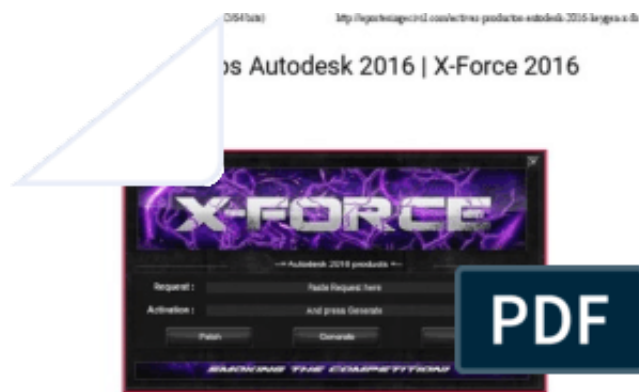 os Autodesk 2016 | X-Force 2016
X-FORCE
Autodesk 2016 products
Request :
Paste Request here
Activation :
And press Generate
Patch
Generate
SMOKING THE COMPETITION!
PDF